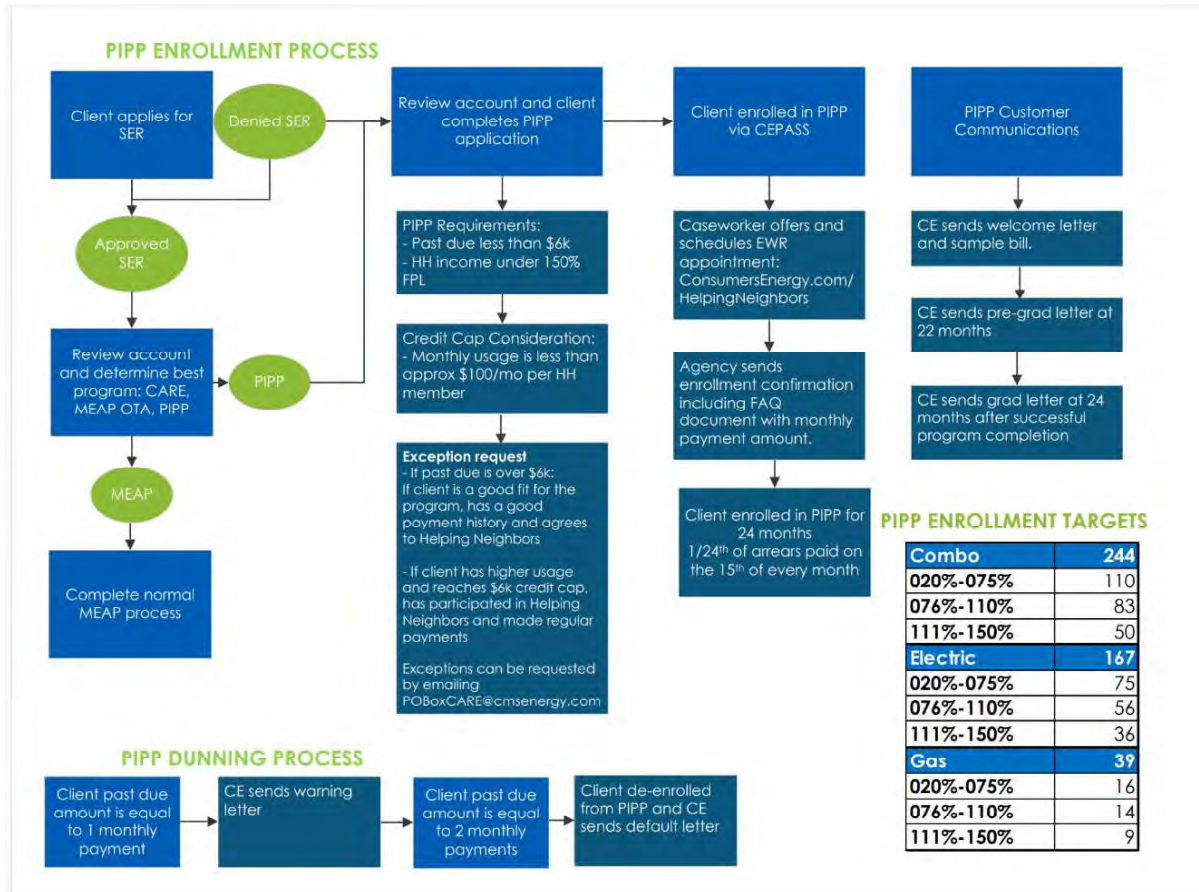 PIPP ENROLLMENT PROCESS
Client applies for
SER
Denied SER
Approved
SER
Review account
and determine best
program: CARE,
MEAP OTA, PIPP
PIPP
MEAP
Complete normal
MEAP process
Review account and client
completes PIPP
application
PIPP Requirements:
- Past due less than $6k
- HH income under 150%
FPL
Credit Cap Consideration:
- Monthly usage is less than
approx $100/mo per HH
member
Exception request
- If past due is over $6k:
If client is a good fit for the
program, has a good
payment history and agrees
to Helping Neighbors
- If client has higher usage
and reaches $6k credit cap,
has participated in Helping
Neighbors and made regular
payments
Exceptions can be requested
by emailing
POBoxCARE@cmsenergy.com
Client enrolled in PIPP
via CEPASS
Caseworker offers and
schedules EWR
appointment:
ConsumersEnergy.com/
HelpingNeighbors
Agency sends
enrollment confirmation
including FAQ
document with monthly
payment amount.
Client enrolled in PIPP for
24 months
1/24th of arrears paid on
the 15th of every month
PIPP Customer
Communications
CE sends welcome letter
and sample bill.
CE sends pre-grad letter at
22 months
CE sends grad letter at 24
months after successful
program completion
PIPP ENROLLMENT TARGETS
Combo 244
020%-075% 110
076%-110% 83
111%-150% 50
Electric 167
020%-075% 75
076%-110% 56
111%-150% 36
Gas 39
020%-075% 16
076%-110% 14
111%-150% 9
PIPP DUNNING PROCESS
Client past due
amount is equal
to 1 monthly
payment
CE sends warning
letter
Client past due
amount is equal
to 2 monthly
payments
Client de-enrolled
from PIPP and CE
sends default letter